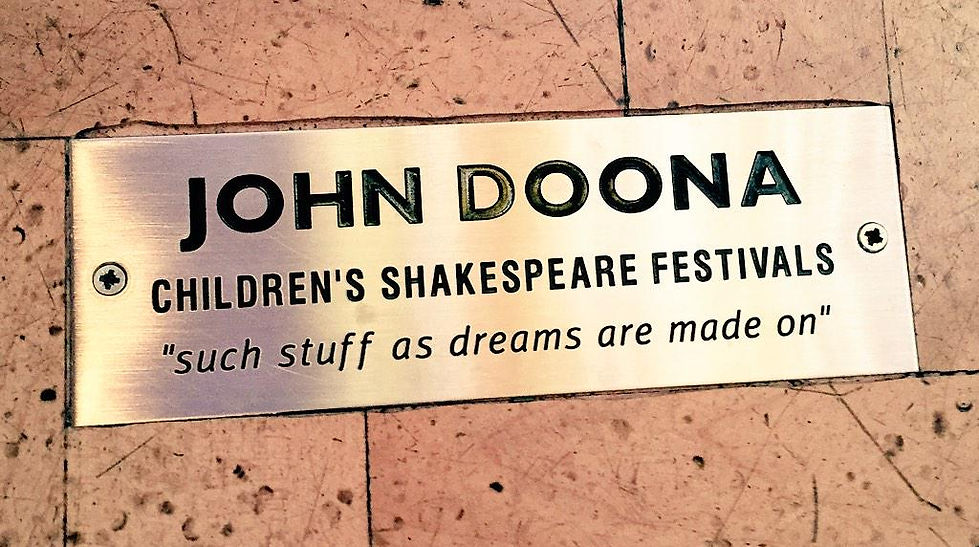 JOHN DOONA
CHILDREN'S SHAKESPEARE FESTIVALS
"such stuff as dreams are made on"